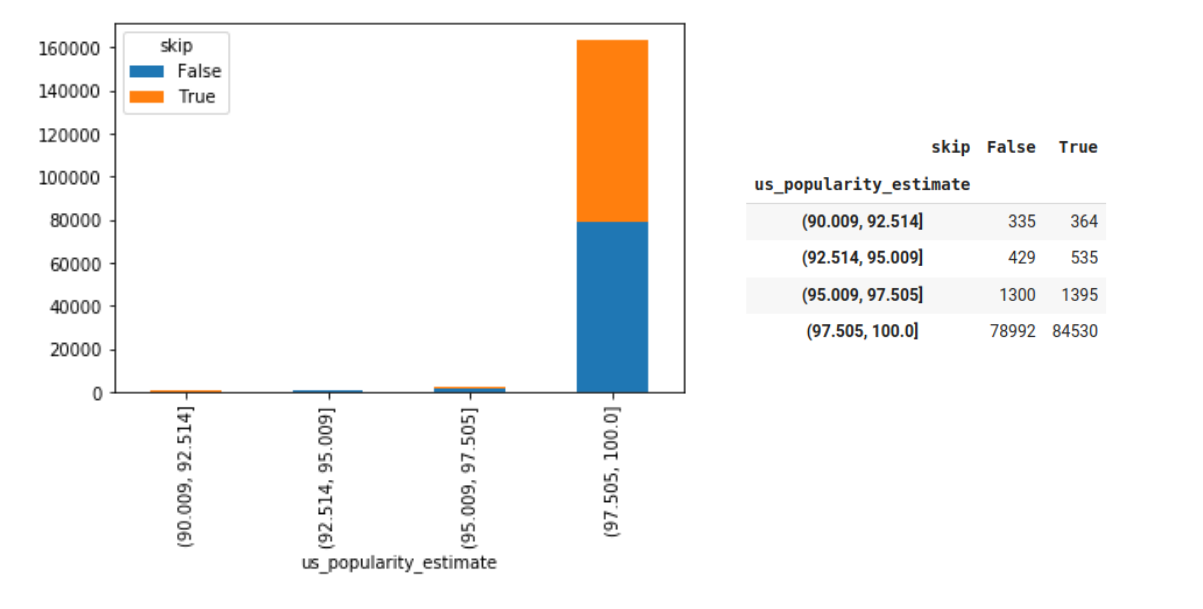 skip
False
True
160000
140000
120000
100000
80000
60000
40000
20000
0
(90.009, 92.514]
(92.514, 95.009]
(95.009, 97.505]
(97.505, 100.0]
us_popularity_estimate
skip False True
us_popularity_estimate
(90.009, 92.514] 335 364
(92.514, 95.009] 429 535
(95.009, 97.505] 1300 1395
(97.505, 100.0] 78992 84530